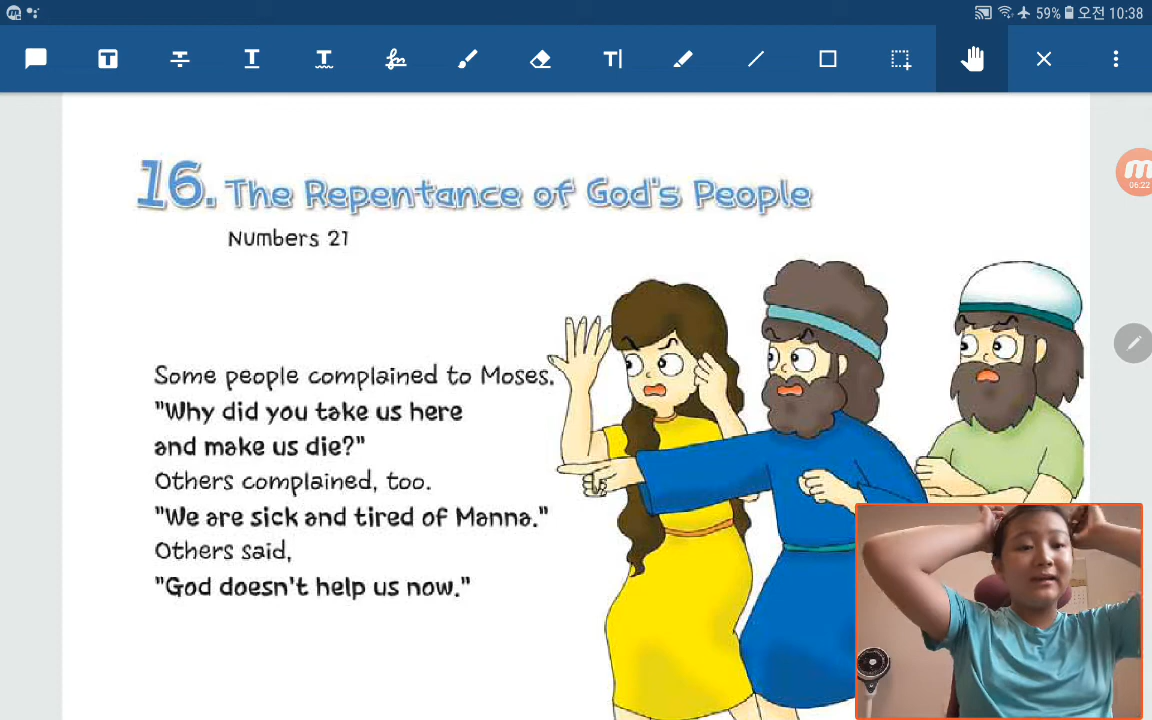 59% 오전 10:38
T T T T T|
16. The Repentance of God's People
06:22
Numbers 21
Some people complained to Moses.
"Why did you take us here
and make us die?"
Others complained, too.
"We are sick and tired of Manna."
Others said,
"God doesn't help us now."